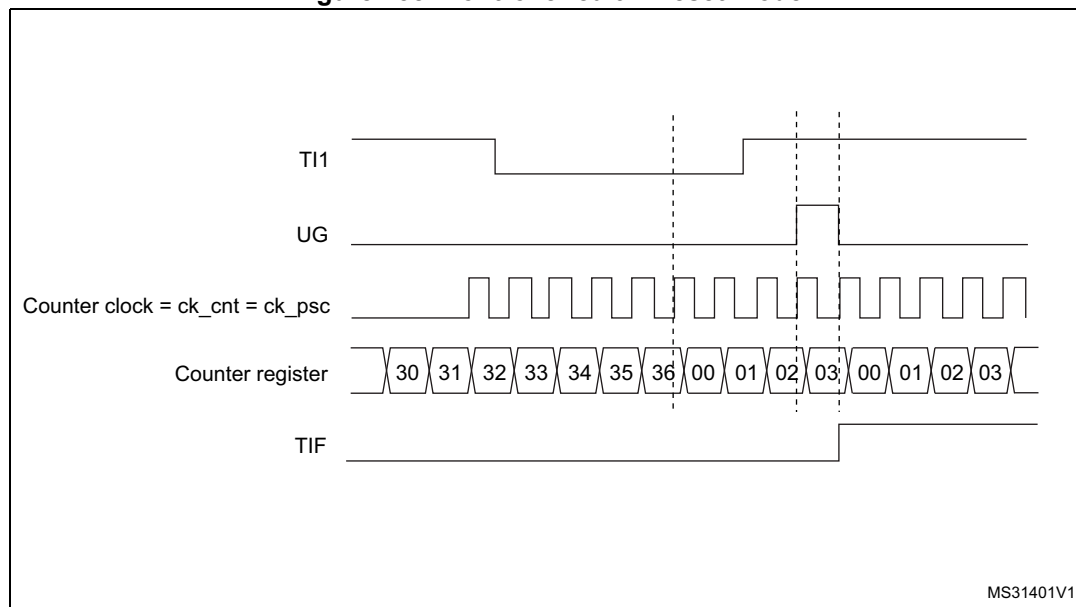 TI1
UG
Counter clock = ck_cnt = ck_psc
Counter register 30 31 32 33 34 35 36 00 01 02 03 00 01 02 03
TIF
MS31401V1